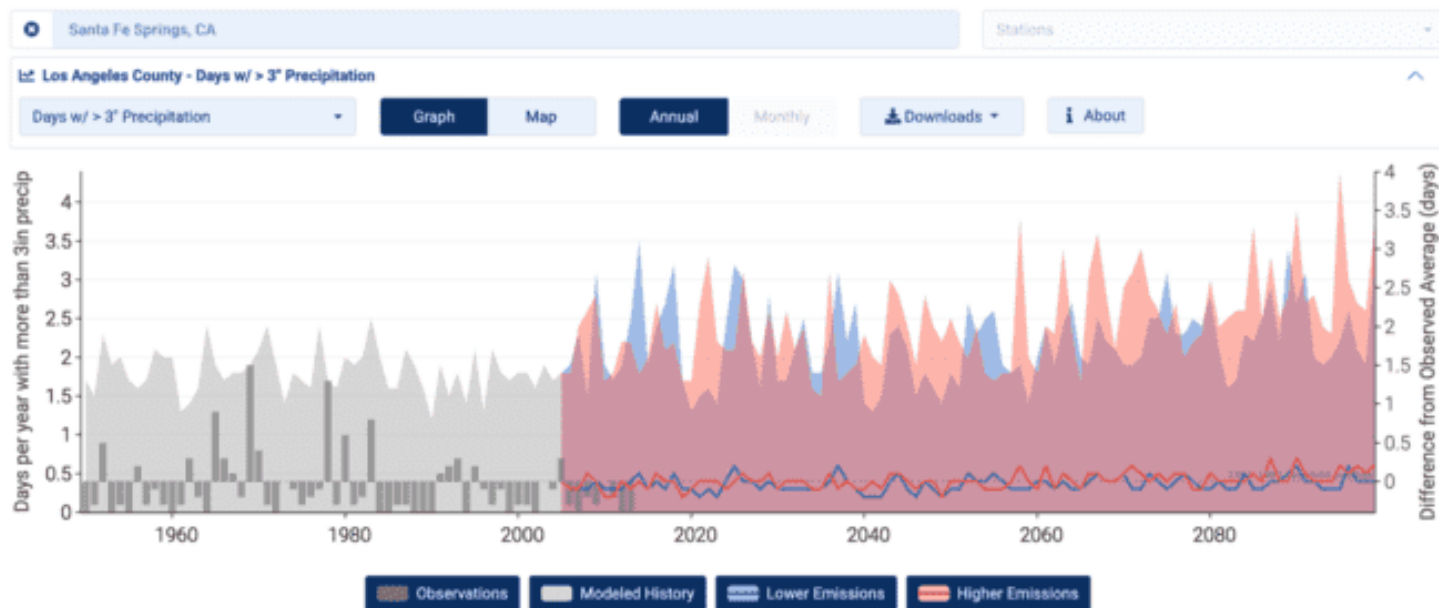 Santa Fe Springs, CA
Stations
Los Angeles County - Days w/ > 3" Precipitation
Days w/ > 3" Precipitation
Graph
Map
Annual
Monthly
Downloads
About
Days per year with more than 3in precip
4
3.5
3
2.5
2
1.5
1
0.5
0
4
3.5
3
2.5
2
1.5
1
0.5
0
Difference from Observed Average (days)
1960
1980
2000
2020
2040
2060
2080
Observations
Modeled History
Lower Emissions
Higher Emissions